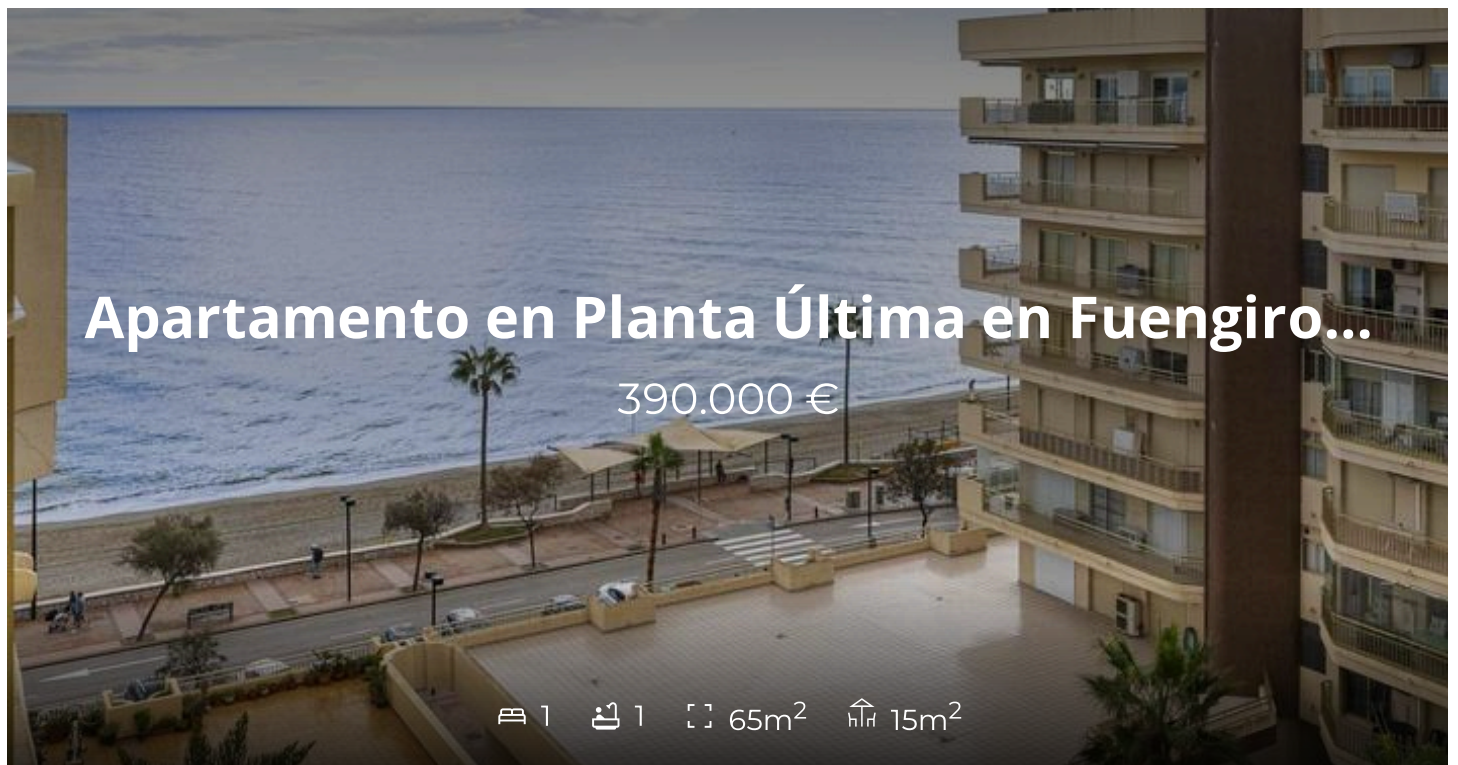 Apartamento en Planta Última en Fuengiro...
390.000 €
1 1 65m² 15m²